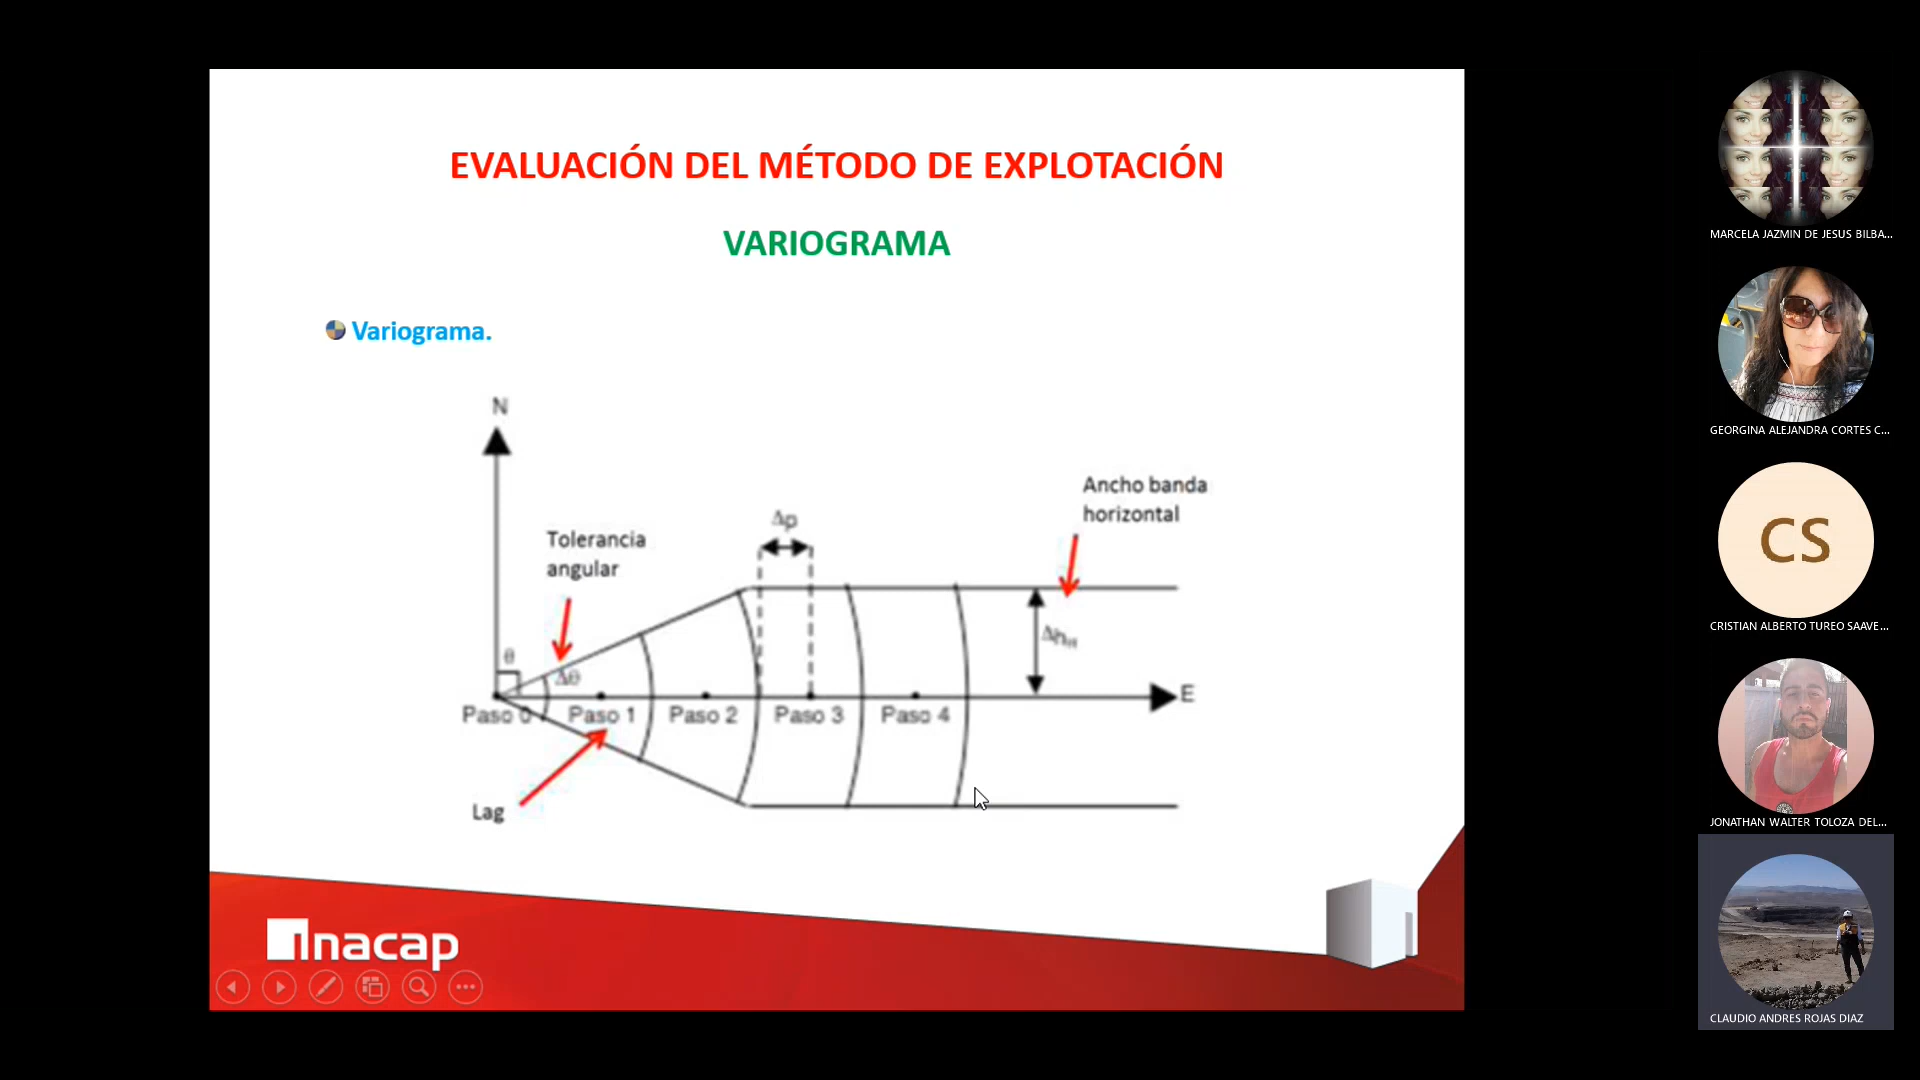 EVALUACIÓN DEL MÉTODO DE EXPLOTACIÓN
VARIOGRAMA
Variograma.
N
Ancho banda
horizontal
Δp
Tolerancia
angular
Δh_H
θ
Δθ
E
Paso 0 Paso 1 Paso 2 Paso 3 Paso 4
Lag
Inacap
MARCELA JAZMIN DE JESUS BILBA...
GEORGINA ALEJANDRA CORTES C...
CS
CRISTIAN ALBERTO TUREO SAAVE...
JONATHAN WALTER TOLOZA DEL...
CLAUDIO ANDRES ROJAS DIAZ